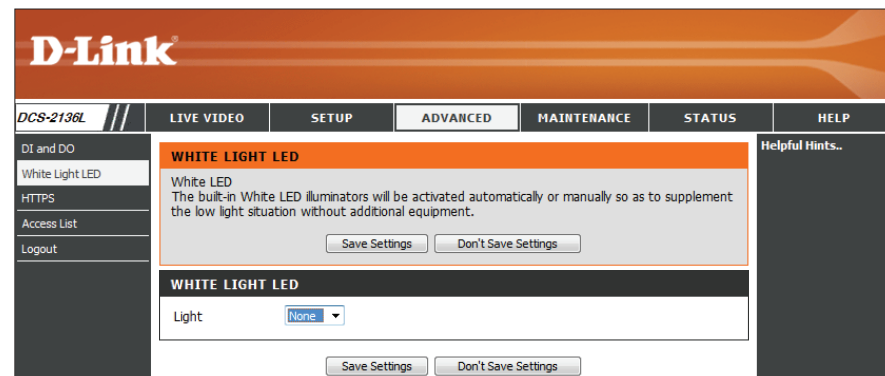 D-Link®
DCS-2136L // LIVE VIDEO SETUP ADVANCED MAINTENANCE STATUS HELP
DI and DO
White Light LED
HTTPS
Access List
Logout
WHITE LIGHT LED
White LED
The built-in White LED illuminators will be activated automatically or manually so as to supplement
the low light situation without additional equipment.
Save Settings Don't Save Settings
WHITE LIGHT LED
Light None
Save Settings Don't Save Settings
Helpful Hints..